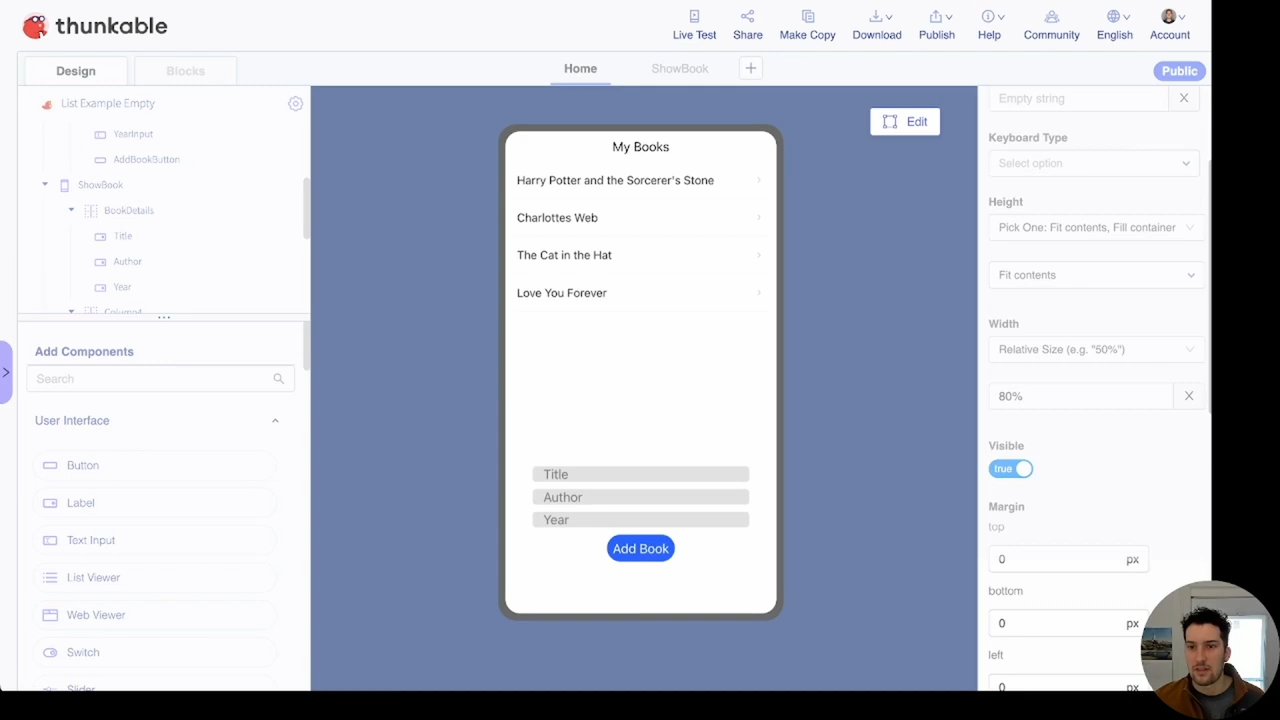 thunkable
Live Test
Share
Make Copy
Download
Publish
Help
Community
English
Account
Design
Blocks
Home
ShowBook
+
Public
List Example Empty
YearInput
AddBookButton
ShowBook
BookDetails
Title
Author
Year
Column4
Add Components
Search
User Interface
Button
Label
Text Input
List Viewer
Web Viewer
Switch
Slider
Edit
My Books
Harry Potter and the Sorcerer's Stone
Charlottes Web
The Cat in the Hat
Love You Forever
Title
Author
Year
Add Book
Empty string
X
Keyboard Type
Select option
Height
Pick One: Fit contents, Fill container
Fit contents
Width
Relative Size (e.g. "50%")
80%
X
Visible
true
Margin
top
0 px
bottom
0 px
left
0 px